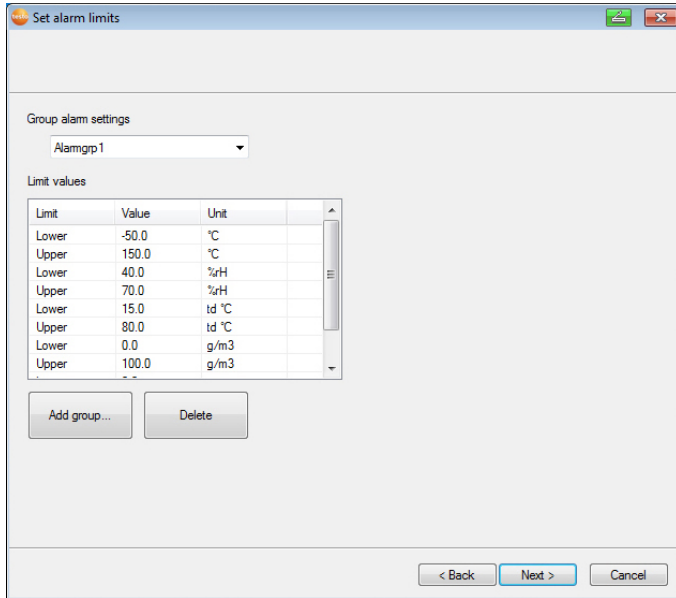 testo Set alarm limits
Group alarm settings
Alarmgrp1
Limit values
Limit Value Unit
Lower -50.0 °C
Upper 150.0 °C
Lower 40.0 %rH
Upper 70.0 %rH
Lower 15.0 td °C
Upper 80.0 td °C
Lower 0.0 g/m3
Upper 100.0 g/m3
Add group... Delete
< Back Next > Cancel